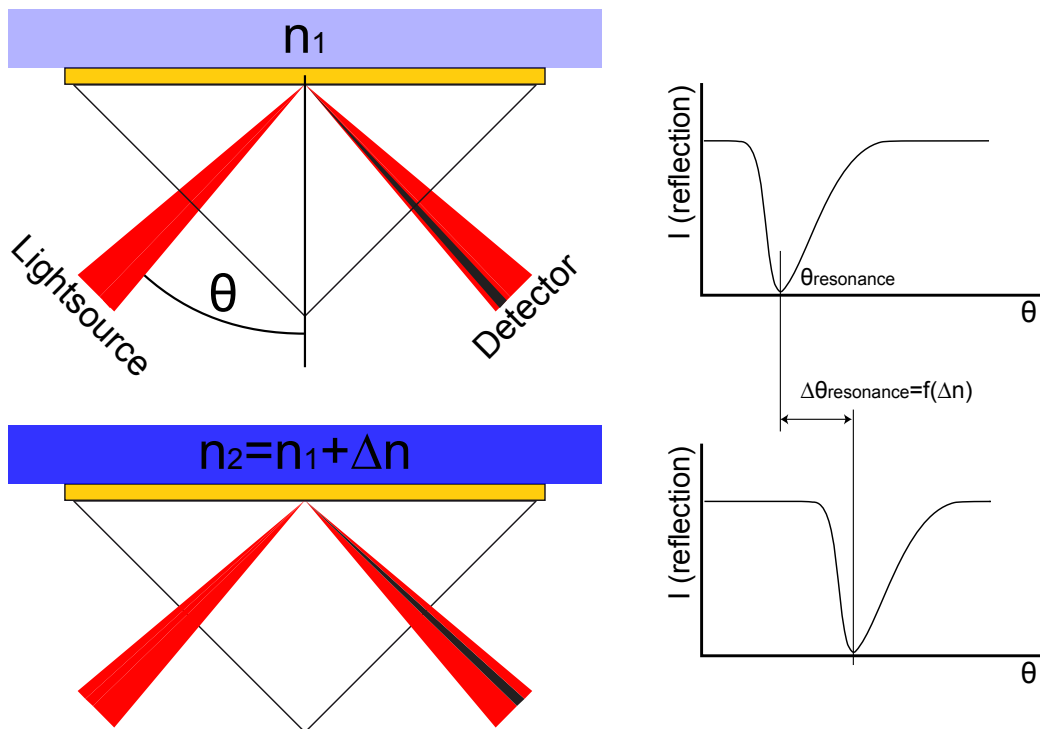 n₁
Lightsource
θ
Detector
I (reflection)
θresonance
θ
Δθresonance=f(Δn)
n₂=n₁+Δn
I (reflection)
θ